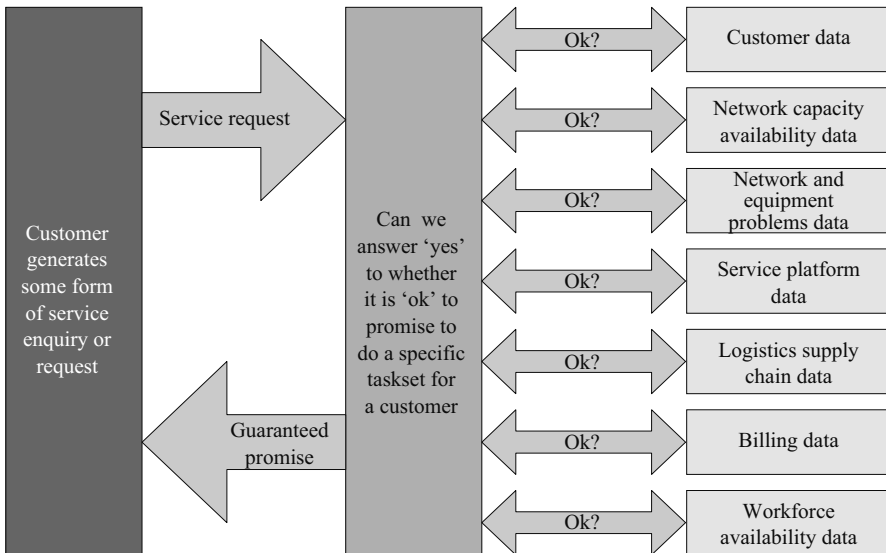 Customer
generates
some form
of service
enquiry or
request
Service request
Guaranteed
promise
Can we
answer ‘yes’
to whether
it is ‘ok’ to
promise to
do a specific
taskset for
a customer
Ok?
Customer data
Ok?
Network capacity
availability data
Ok?
Network and
equipment
problems data
Ok?
Service platform
data
Ok?
Logistics supply
chain data
Ok?
Billing data
Ok?
Workforce
availability data